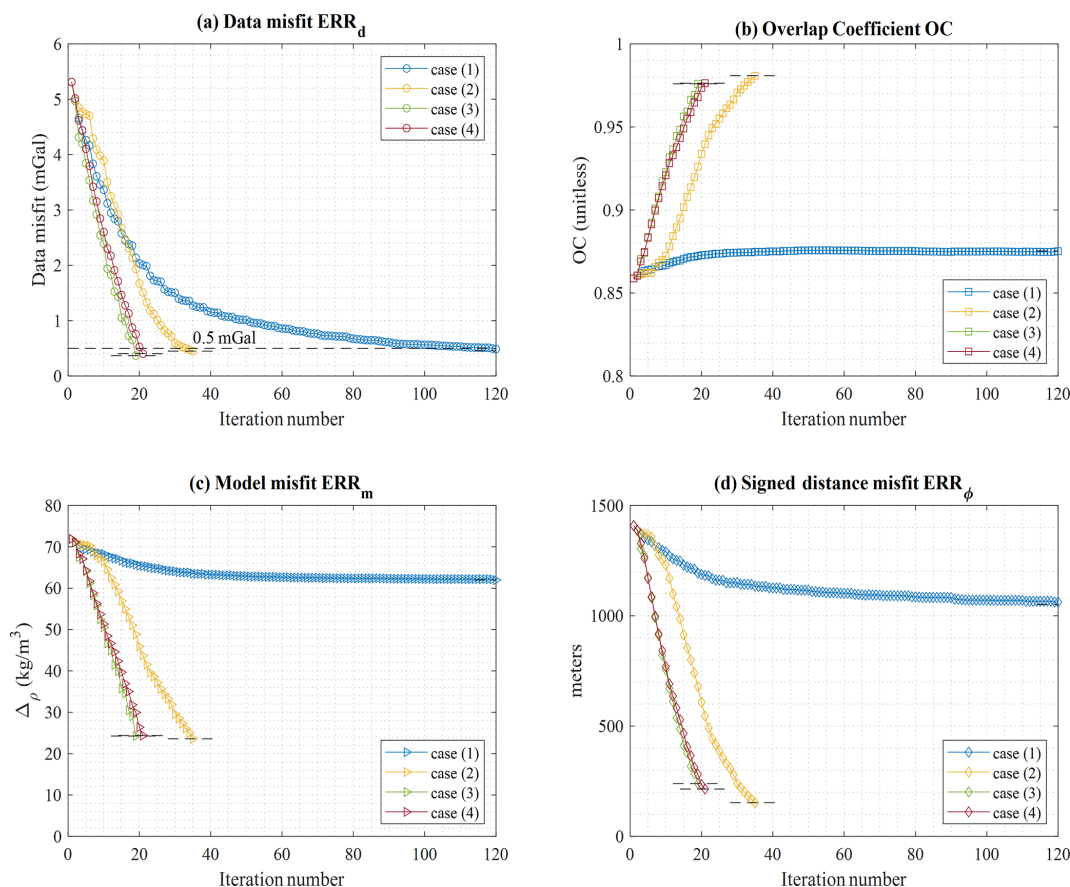 (a) Data misfit ERR_d
Data misfit (mGal)
6
5
4
3
2
1
0
case (1)
case (2)
case (3)
case (4)
0.5 mGal
0 20 40 60 80 100 120
Iteration number
(b) Overlap Coefficient OC
OC (unitless)
1
0.95
0.9
0.85
0.8
case (1)
case (2)
case (3)
case (4)
0 20 40 60 80 100 120
Iteration number
(c) Model misfit ERR_m
Δ_ρ (kg/m³)
80
70
60
50
40
30
20
10
0
case (1)
case (2)
case (3)
case (4)
0 20 40 60 80 100 120
Iteration number
(d) Signed distance misfit ERR_ϕ
meters
1500
1000
500
0
case (1)
case (2)
case (3)
case (4)
0 20 40 60 80 100 120
Iteration number